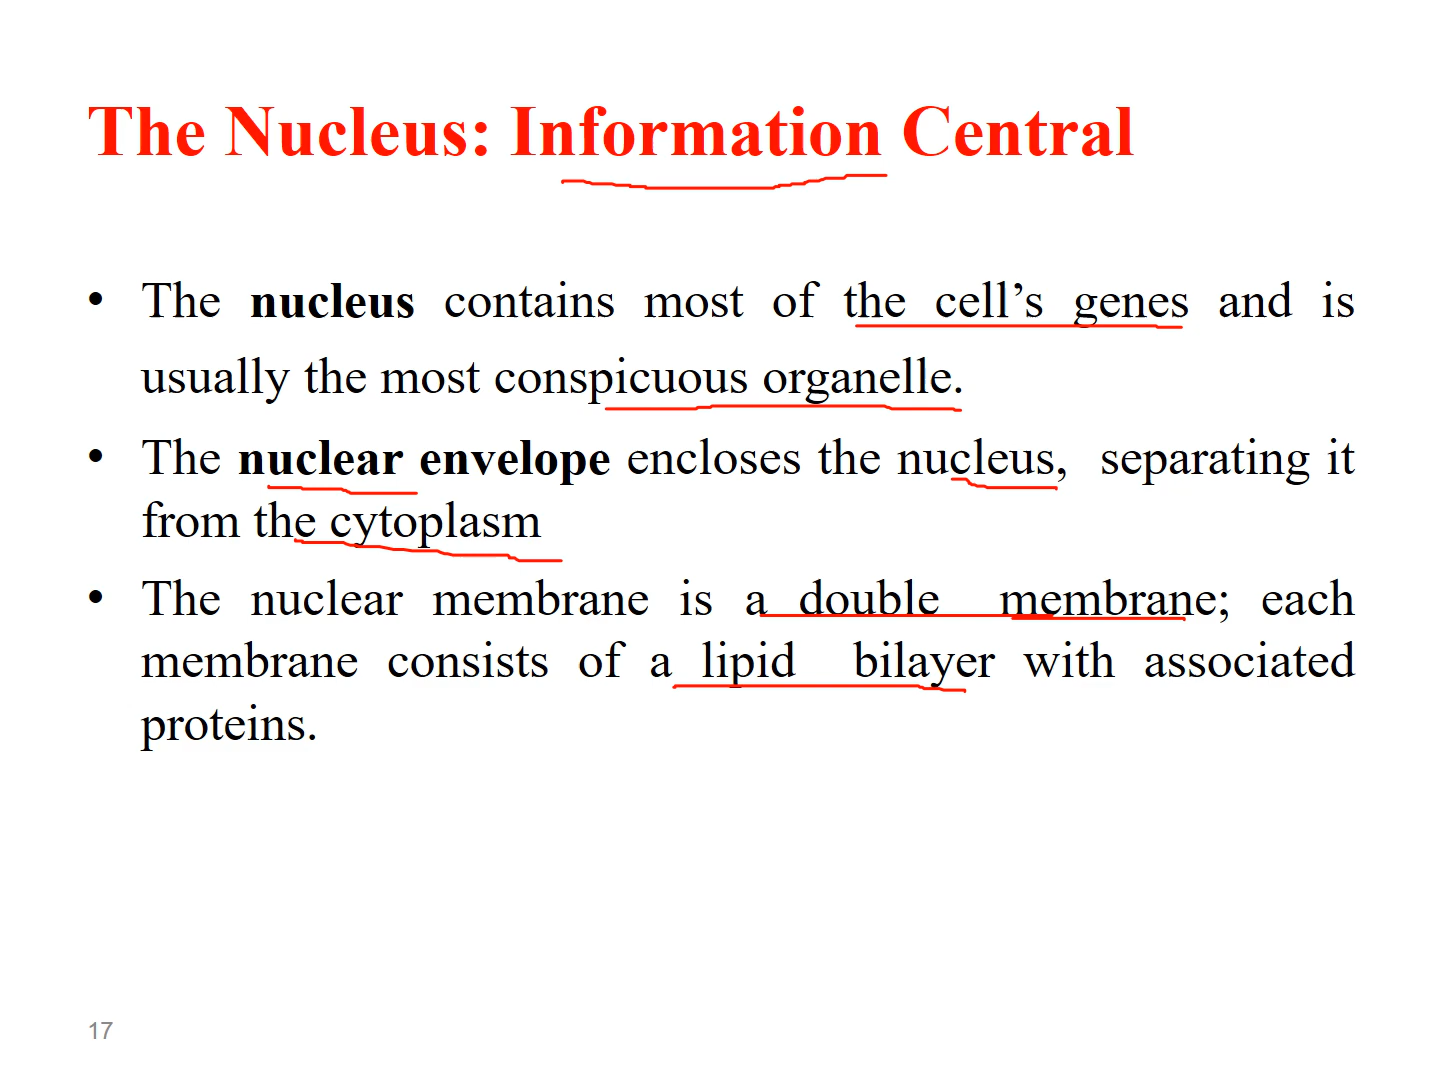 The Nucleus: Information Central
• The nucleus contains most of the cell’s genes and is
usually the most conspicuous organelle.
• The nuclear envelope encloses the nucleus, separating it
from the cytoplasm
• The nuclear membrane is a double membrane; each
membrane consists of a lipid bilayer with associated
proteins.
17